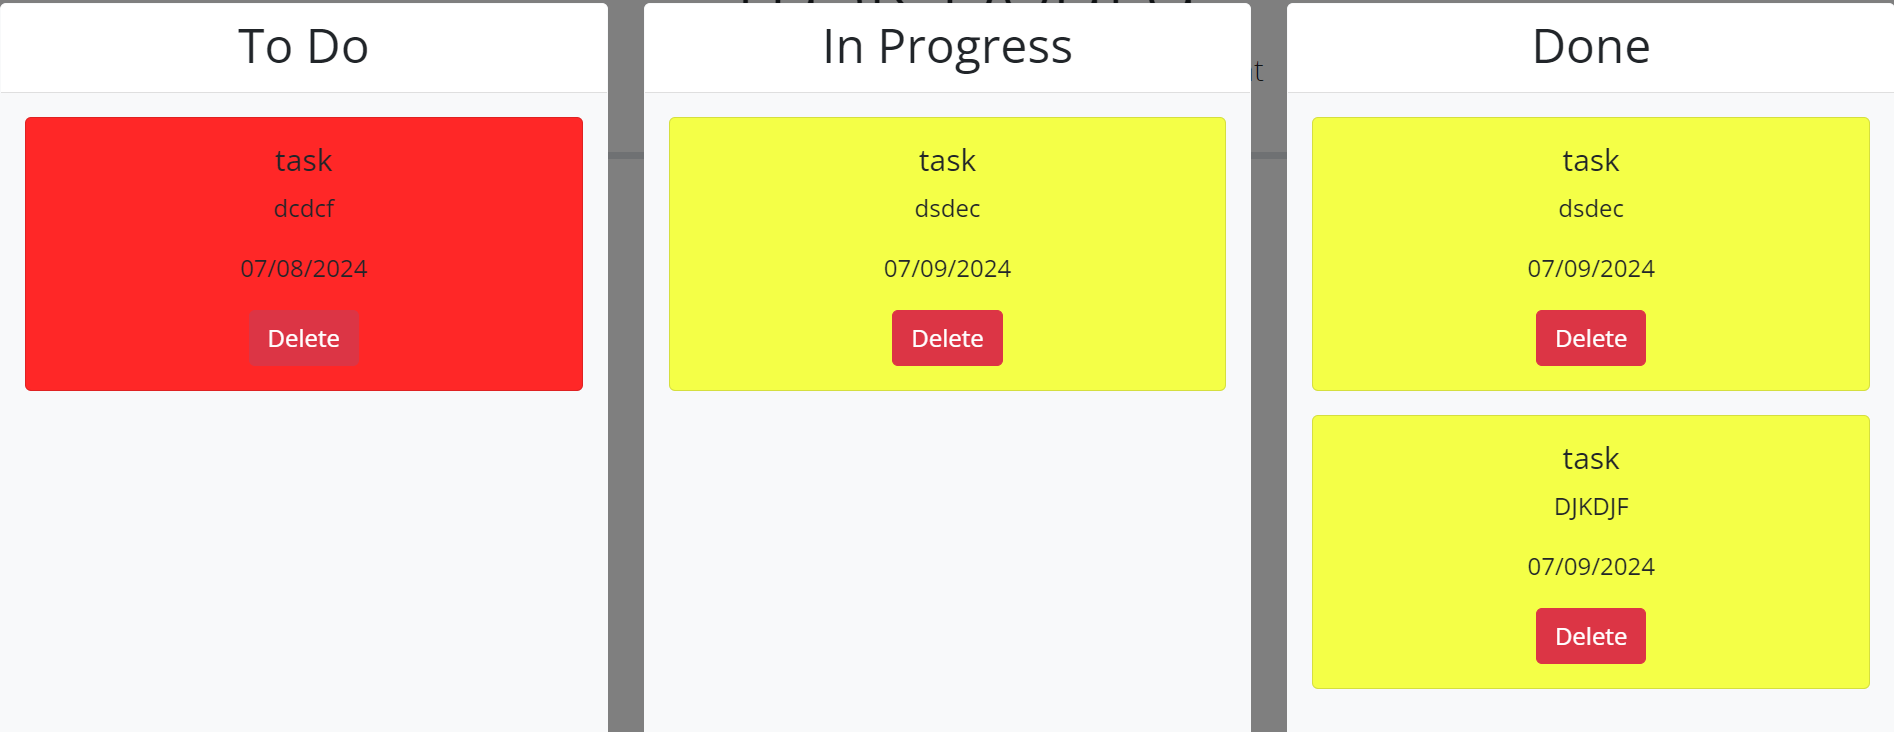 To Do
task
dcdcf
07/08/2024
Delete
In Progress
task
dsdec
07/09/2024
Delete
Done
task
dsdec
07/09/2024
Delete
task
DJKDJF
07/09/2024
Delete